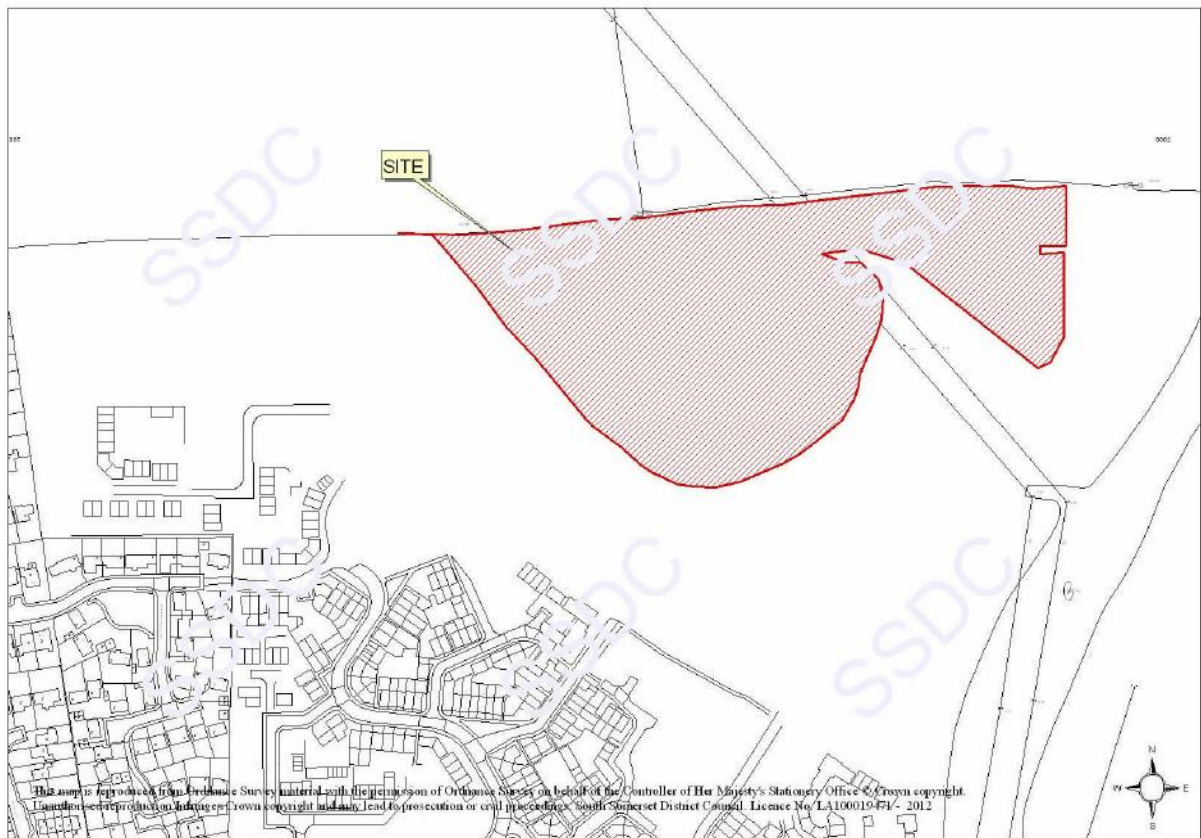 SSDC SSDC SSDC
0002
SITE
SSDC SSDC SSDC
N
W E
S
This map is reproduced from Ordnance Survey material with the permission of Ordnance Survey on behalf of the Controller of Her Majesty's Stationery Office © Crown copyright.
Unauthorised reproduction infringes Crown copyright and may lead to prosecution or civil proceedings. South Somerset District Council. Licence No LA100019471 - 2012